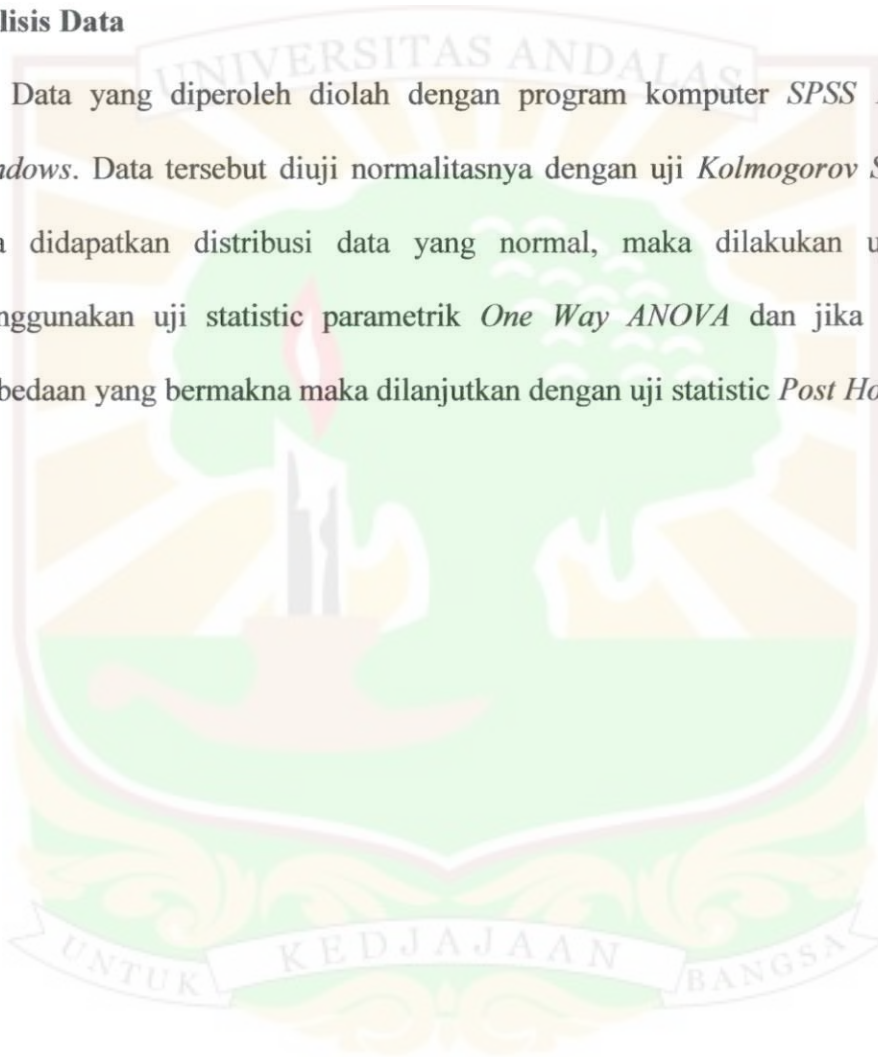 lisis Data
UNIVERSITAS ANDALAS
Data yang diperoleh diolah dengan program komputer SPSS
ndows. Data tersebut diuji normalitasnya dengan uji Kolmogorov S
a didapatkan distribusi data yang normal, maka dilakukan u
nggunakan uji statistic parametrik One Way ANOVA dan jika
bedaan yang bermakna maka dilanjutkan dengan uji statistic Post Ho
UNTUK KEDJAJAAN BANGSA